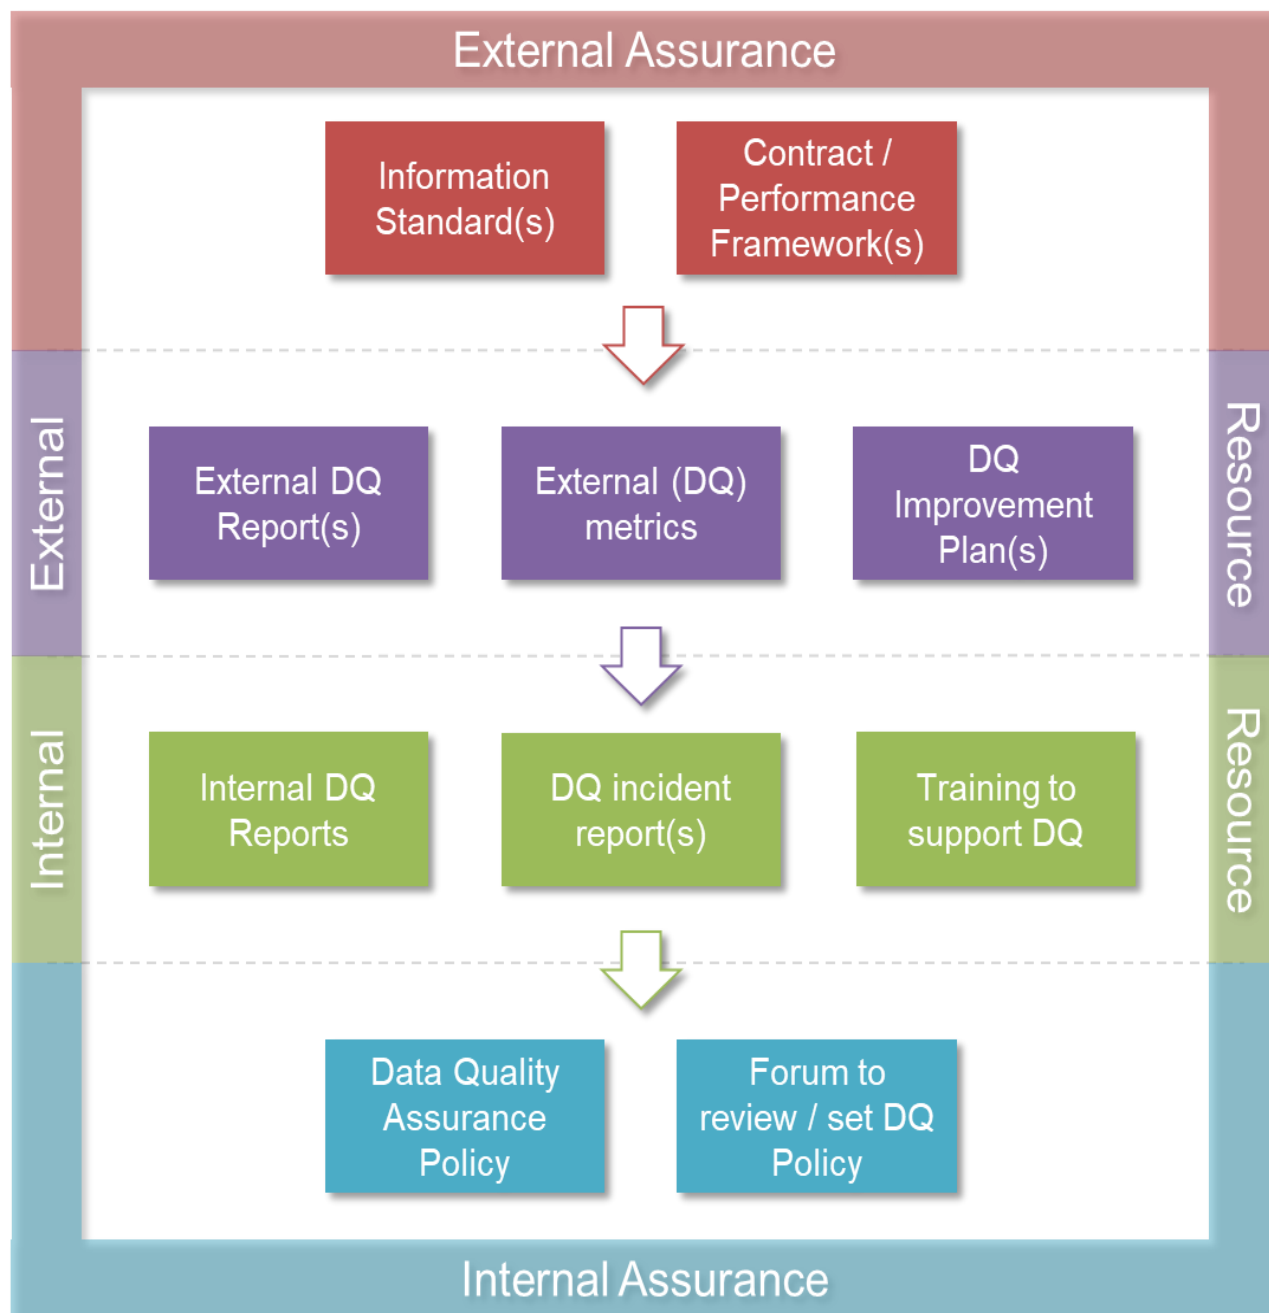 External Assurance
Information
Standard(s)
Contract /
Performance
Framework(s)
External
External DQ
Report(s)
External (DQ)
metrics
DQ
Improvement
Plan(s)
Resource
Internal
Internal DQ
Reports
DQ incident
report(s)
Training to
support DQ
Resource
Data Quality
Assurance
Policy
Forum to
review / set DQ
Policy
Internal Assurance